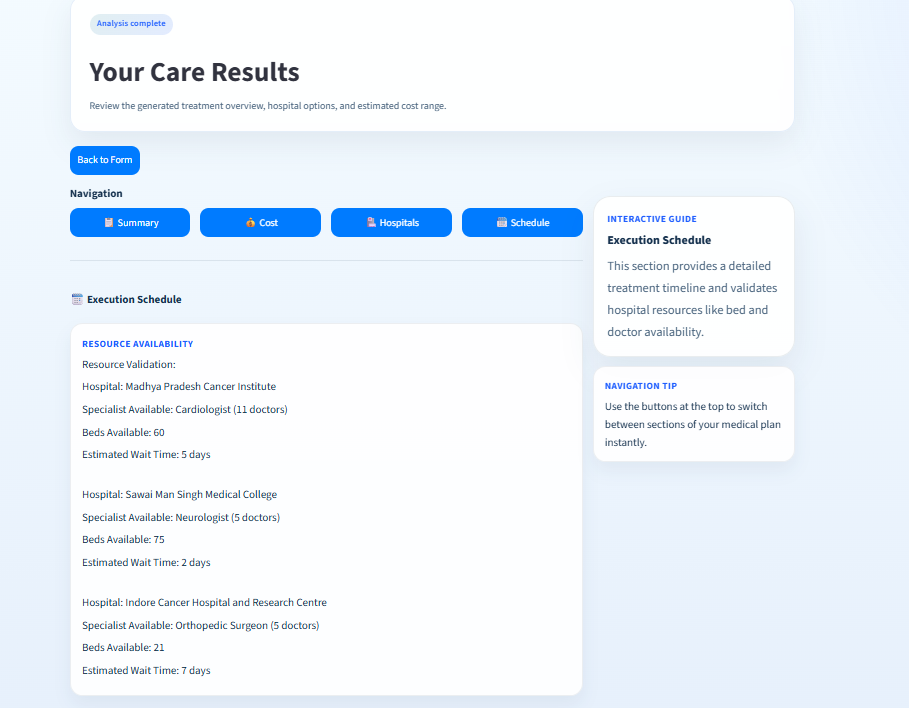 Analysis complete
Your Care Results
Review the generated treatment overview, hospital options, and estimated cost range.
Back to Form
Navigation
Summary
Cost
Hospitals
Schedule
Execution Schedule
RESOURCE AVAILABILITY
Resource Validation:
Hospital: Madhya Pradesh Cancer Institute
Specialist Available: Cardiologist (11 doctors)
Beds Available: 60
Estimated Wait Time: 5 days
Hospital: Sawai Man Singh Medical College
Specialist Available: Neurologist (5 doctors)
Beds Available: 75
Estimated Wait Time: 2 days
Hospital: Indore Cancer Hospital and Research Centre
Specialist Available: Orthopedic Surgeon (5 doctors)
Beds Available: 21
Estimated Wait Time: 7 days
INTERACTIVE GUIDE
Execution Schedule
This section provides a detailed
treatment timeline and validates
hospital resources like bed and
doctor availability.
NAVIGATION TIP
Use the buttons at the top to switch
between sections of your medical plan
instantly.